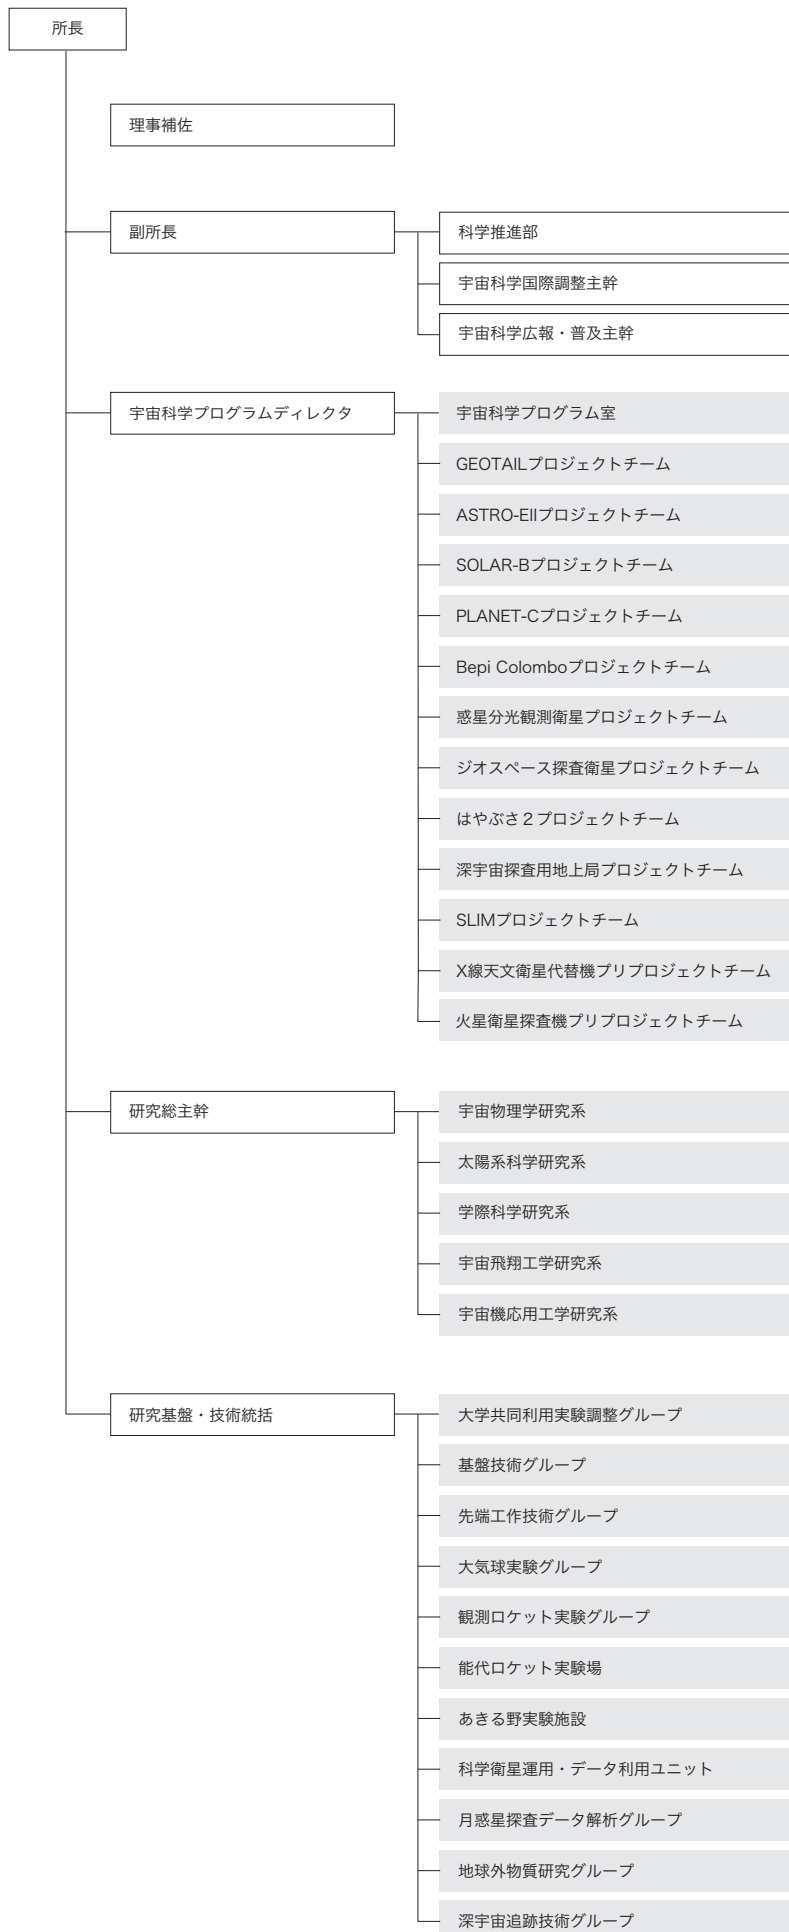 所長
理事補佐
副所長
科学推進部
宇宙科学国際調整主幹
宇宙科学広報・普及主幹
宇宙科学プログラムディレクタ
宇宙科学プログラム室
GEOTAILプロジェクトチーム
ASTRO-EIIプロジェクトチーム
SOLAR-Bプロジェクトチーム
PLANET-Cプロジェクトチーム
Bepi Colomboプロジェクトチーム
惑星分光観測衛星プロジェクトチーム
ジオスペース探査衛星プロジェクトチーム
はやぶさ２プロジェクトチーム
深宇宙探査用地上局プロジェクトチーム
SLIMプロジェクトチーム
X線天文衛星代替機プリプロジェクトチーム
火星衛星探査機プリプロジェクトチーム
研究総主幹
宇宙物理学研究系
太陽系科学研究系
学際科学研究系
宇宙飛翔工学研究系
宇宙機応用工学研究系
研究基盤・技術統括
大学共同利用実験調整グループ
基盤技術グループ
先端工作技術グループ
大気球実験グループ
観測ロケット実験グループ
能代ロケット実験場
あきる野実験施設
科学衛星運用・データ利用ユニット
月惑星探査データ解析グループ
地球外物質研究グループ
深宇宙追跡技術グループ